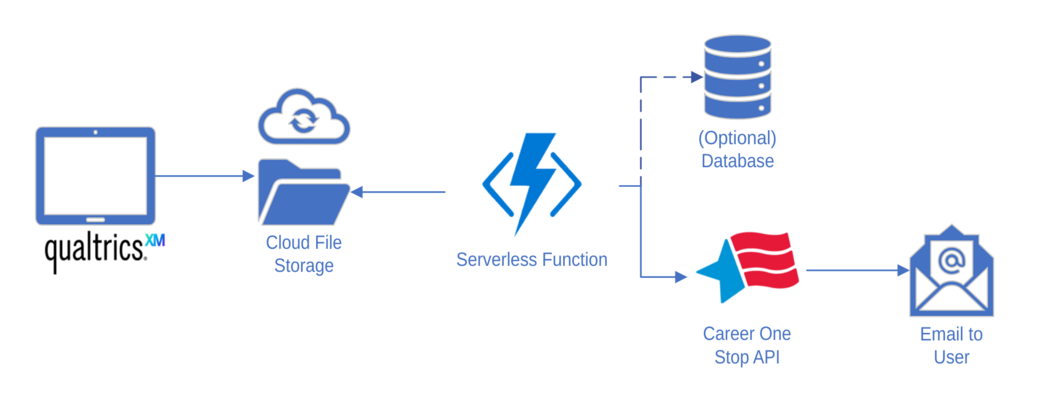 (Optional)
Database
qualtrics.XM
Cloud File
Storage
Serverless Function
@
Career One
Stop API
Email to
User